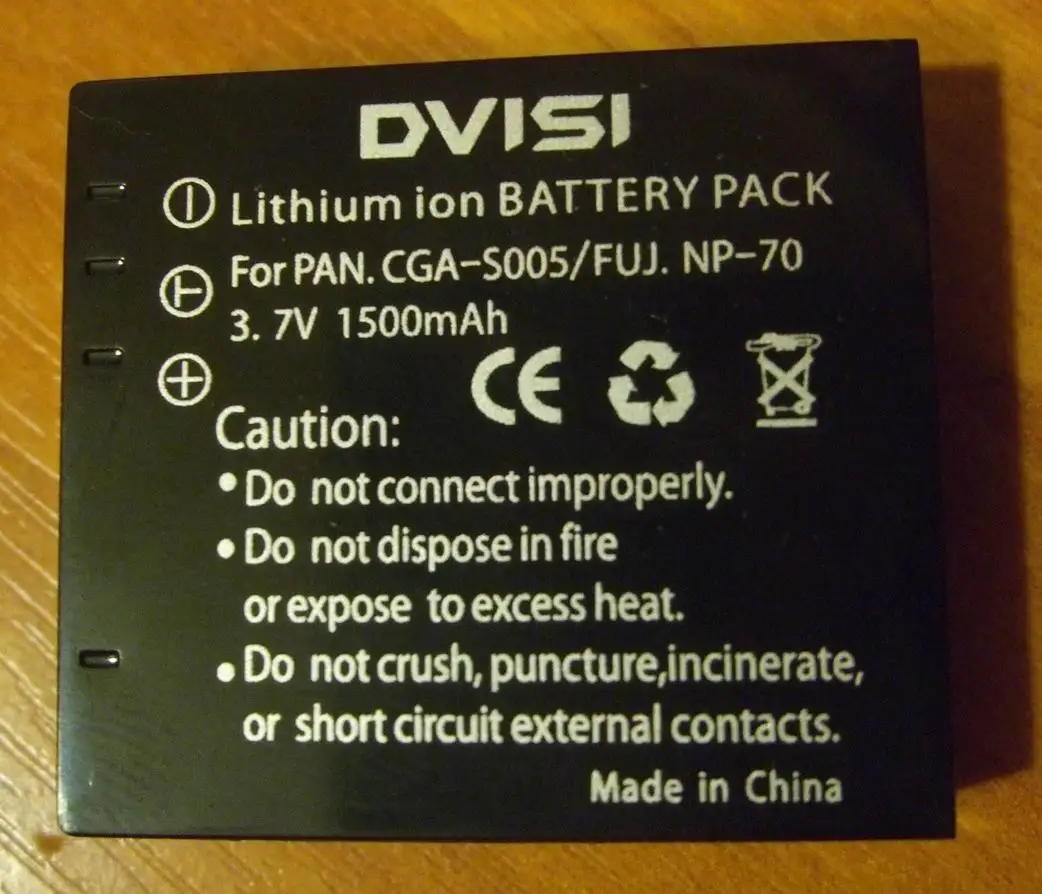 DVISI
Lithium ion BATTERY PACK
For PAN. CGA-S005/FUJ. NP-70
3. 7V 1500mAh
CE
Caution:
• Do not connect improperly.
• Do not dispose in fire
or expose to excess heat.
• Do not crush, puncture,incinerate,
or short circuit external contacts.
Made in China